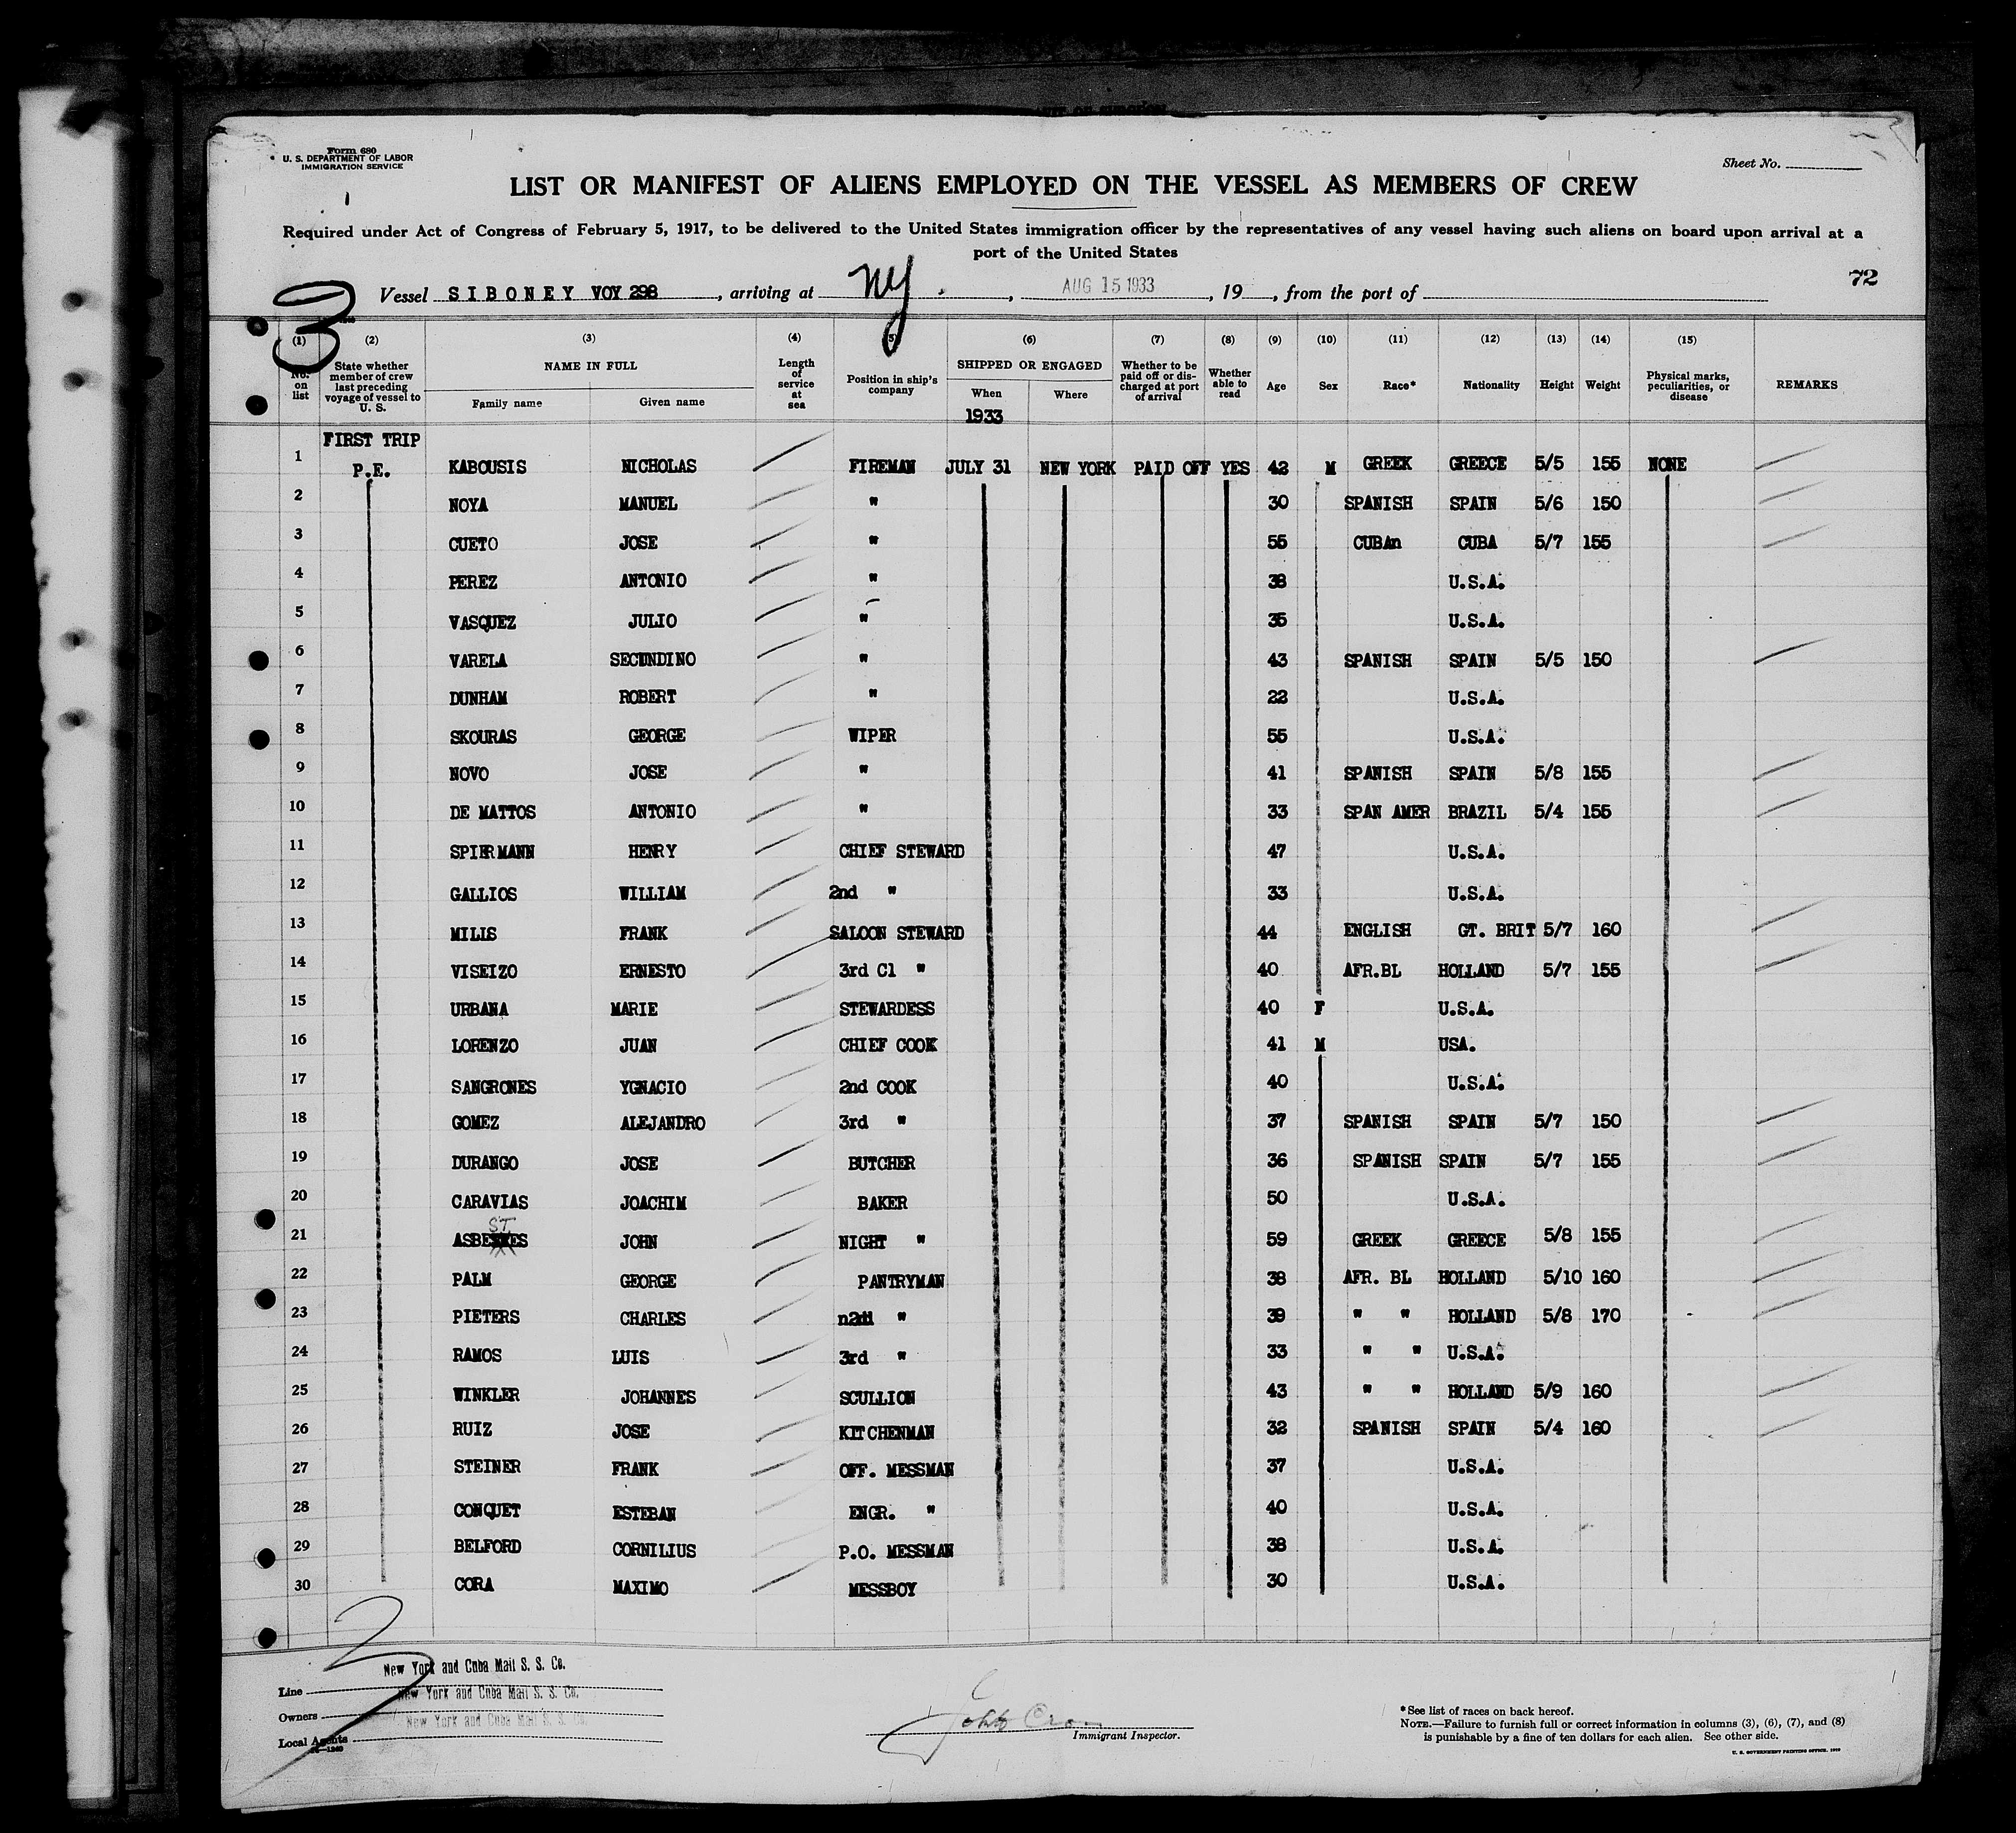 Form 680
U. S. DEPARTMENT OF LABOR
IMMIGRATION SERVICE
Sheet No.
LIST OR MANIFEST OF ALIENS EMPLOYED ON THE VESSEL AS MEMBERS OF CREW
Required under Act of Congress of February 5, 1917, to be delivered to the United States immigration officer by the representatives of any vessel having such aliens on board upon arrival at a
port of the United States
72
Vessel SIBONEY VOY 298, arriving at NY., AUG 15 1933, 19, from the port of
3
(1) (2) (3) (4) (5) (6) (7) (8) (9) (10) (11) (12) (13) (14) (15)
No. on list
State whether member of crew last preceding voyage of vessel to U. S.
NAME IN FULL
Family name
Given name
Length of service at sea
Position in ship's company
SHIPPED OR ENGAGED
When
Where
Whether to be paid off or discharged at port of arrival
Whether able to read
Age
Sex
Race*
Nationality
Height
Weight
Physical marks, peculiarities, or disease
REMARKS
1933
FIRST TRIP
1 P.E. KABOUSIS NICHOLAS FIREMAN JULY 31 NEW YORK PAID OFF YES 42 M GREEK GREECE 5/5 155 NONE
2 NOYA MANUEL " 30 SPANISH SPAIN 5/6 150
3 CUETO JOSE " 55 CUBAn CUBA 5/7 155
4 PEREZ ANTONIO " 38 U.S.A.
5 VASQUEZ JULIO " 35 U.S.A.
6 VARELA SECUNDINO " 43 SPANISH SPAIN 5/5 150
7 DUNHAM ROBERT " 22 U.S.A.
8 SKOURAS GEORGE WIPER 55 U.S.A.
9 NOVO JOSE " 41 SPANISH SPAIN 5/8 155
10 DE MATTOS ANTONIO " 33 SPAN AMER BRAZIL 5/4 155
11 SPIERMANN HENRY CHIEF STEWARD 47 U.S.A.
12 GALLIOS WILLIAM 2nd " 33 U.S.A.
13 MILIS FRANK SALOON STEWARD 44 ENGLISH GT. BRIT 5/7 160
14 VISEIZO ERNESTO 3rd Cl " 40 AFR.BL HOLLAND 5/7 155
15 URBANA MARIE STEWARDESS 40 F U.S.A.
16 LORENZO JUAN CHIEF COOK 41 M USA.
17 SANGRONES YGNACIO 2nd COOK 40 U.S.A.
18 GOMEZ ALEJANDRO 3rd " 37 SPANISH SPAIN 5/7 150
19 DURANGO JOSE BUTCHER 36 SPANISH SPAIN 5/7 155
20 CARAVIAS JOACHIM BAKER 50 U.S.A.
ST
21 ASBE ES JOHN NIGHT " 59 GREEK GREECE 5/8 155
22 PALM GEORGE PANTRYMAN 38 AFR. BL HOLLAND 5/10 160
23 PIETERS CHARLES " 39 " " HOLLAND 5/8 170
24 RAMOS LUIS 3rd " 33 " " U.S.A.
25 WINKLER JOHANNES SCULLION 43 " " HOLLAND 5/9 160
26 RUIZ JOSE KITCHENMAN 32 SPANISH SPAIN 5/4 160
27 STEINER FRANK OFF. MESSMAN 37 U.S.A.
28 CONQUET ESTEBAN ENGR. " 40 U.S.A.
29 BELFORD CORNILIUS P.O. MESSMAN 38 U.S.A.
30 CORA MAXIMO MESSBOY 30 U.S.A.
Line New York and Cuba Mail S. S. Co.
Owners New York and Cuba Mail S. S. Co.
Local Agents New York and Cuba Mail S. S. Co.
John
Immigrant Inspector.
*See list of races on back hereof.
NOTE.—Failure to furnish full or correct information in columns (3), (6), (7), and (8)
is punishable by a fine of ten dollars for each alien. See other side.
U. S. GOVERNMENT PRINTING OFFICE